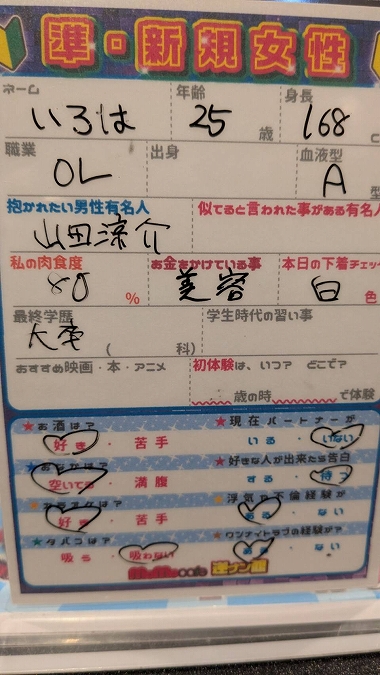 準・新規女性
ネーム 年齢 身長
いろは 25 歳 168 c
職業 出身 血液型
OL A 型
抱かれたい男性有名人 似てると言われた事がある有名人
山田涼介
私の肉食度 お金をかけている事 本日の下着チェック
80 % 美容 白 色
最終学歴 学生時代の習い事
大卒 ( 科)
おすすめ映画・本・アニメ 初体験は、いつ? どこで?
歳の時 で体験
★お酒は? ★現在パートナーが
好き・苦手 いる・いない
★おなかは? ★好きな人が出来たら告白
空いてる・満腹 する・待つ
★カラオケは? ★浮気や不倫経験が
好き・苦手 ある・ない
★タバコは? ★ワンナイトラブの経験が?
吸う・吸わない ある・ない
cafe